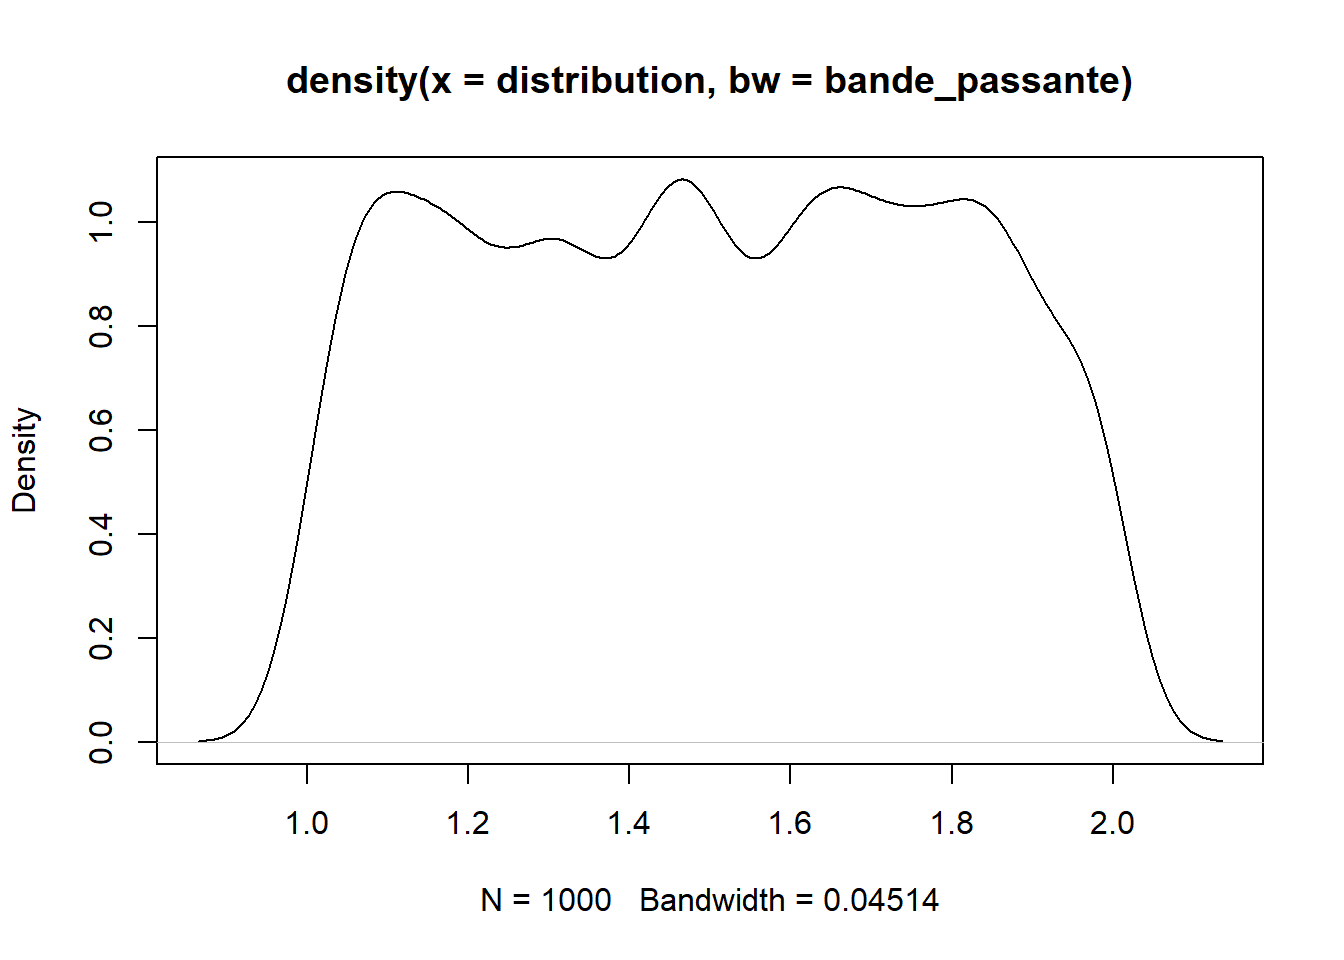 density(x = distribution, bw = bande_passante)
Density
0.0 0.2 0.4 0.6 0.8 1.0
1.0 1.2 1.4 1.6 1.8 2.0
N = 1000   Bandwidth = 0.04514